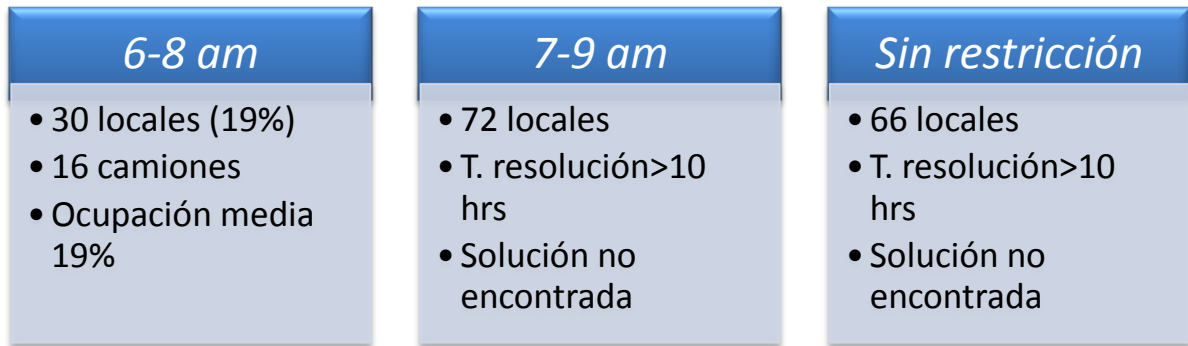 6-8 am
• 30 locales (19%)
• 16 camiones
• Ocupación media
19%
7-9 am
• 72 locales
• T. resolución>10
hrs
• Solución no
encontrada
Sin restricción
• 66 locales
• T. resolución>10
hrs
• Solución no
encontrada